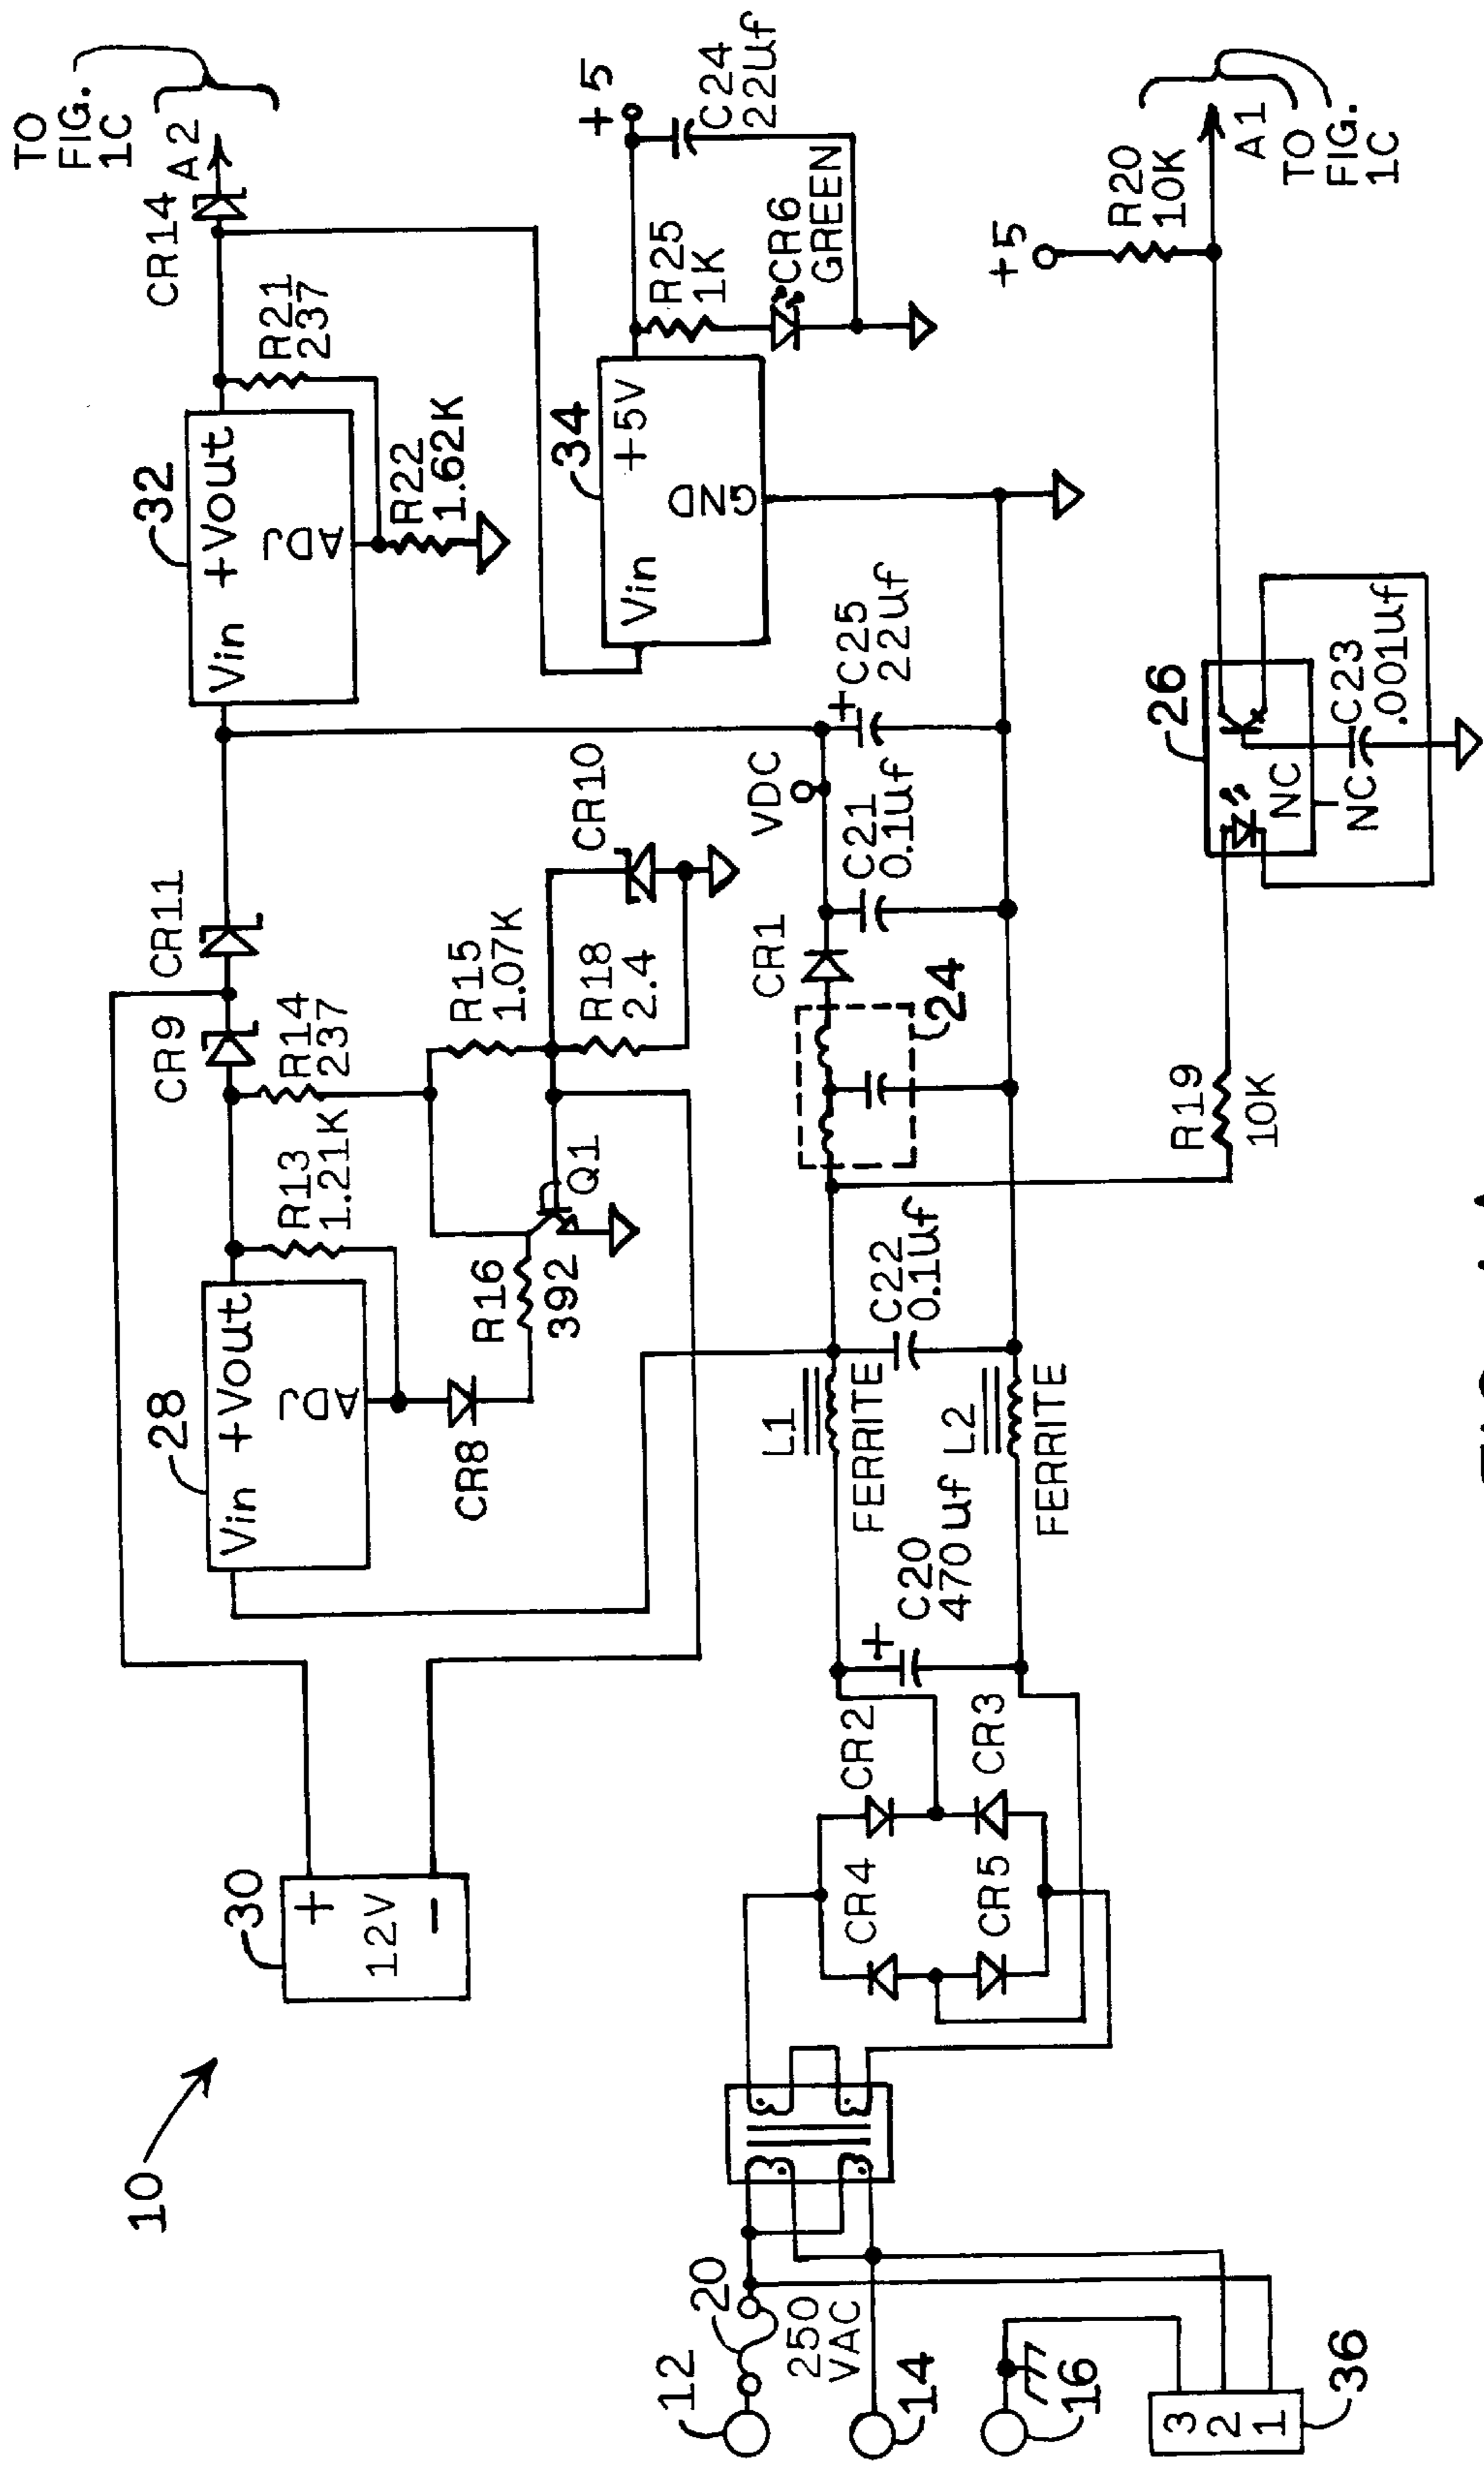 10
30
+
12V
−
28
Vin +Vout
ADJ
CR8
R13
1.21K
R16
392
Q1
CR9
R14
237
CR11
R15
1.07K
R18
2.4
CR10
32
Vin +Vout
ADJ
R21
237
R22
1.62K
CR14
A2
TO
FIG.
1C
34
Vin
+5V
GND
+5
R25
1K
CR6
GREEN
C24
22uf
12
20
250
VAC
14
16
3
2
1
36
CR4
CR2
CR5
CR3
+
C20
470uf
L1
FERRITE
L2
FERRITE
C22
0.1uf
24
CR1
VDC
C21
0.1uf
+
C25
22uf
R19
10K
26
NC
NC
C23
.001uf
+5
R20
10K
A1
TO
FIG.
1C